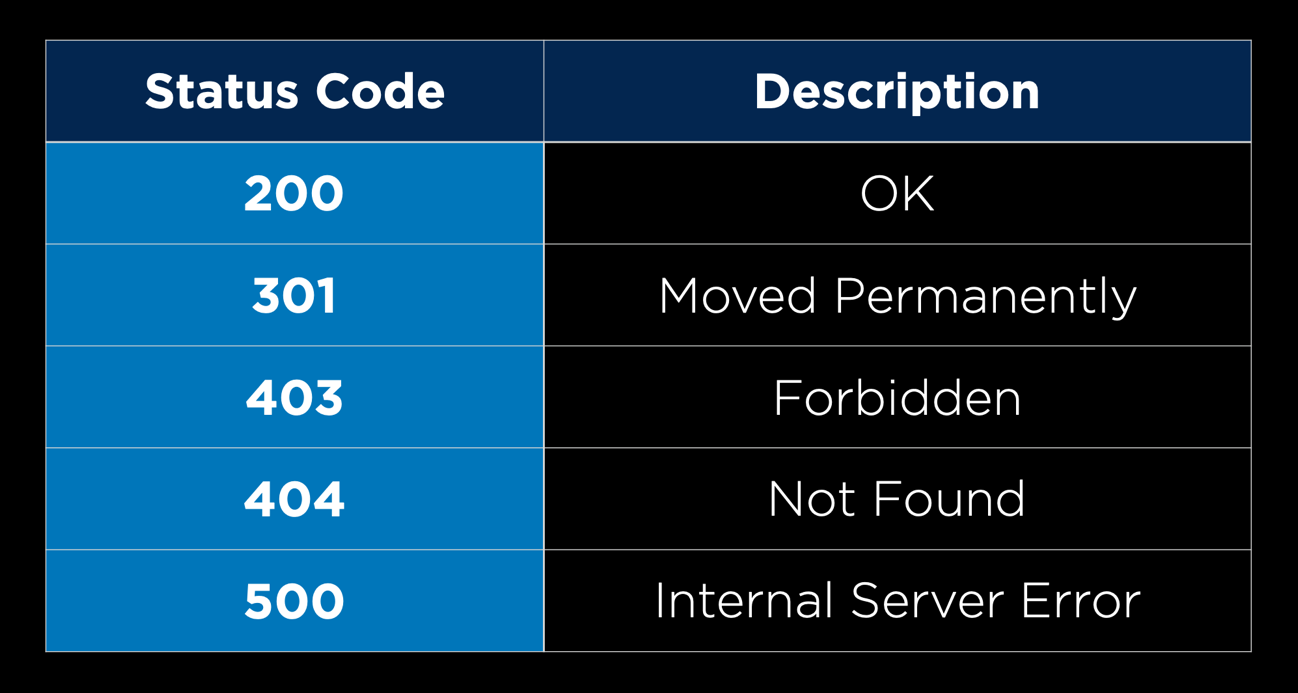 Status Code Description
200 OK
301 Moved Permanently
403 Forbidden
404 Not Found
500 Internal Server Error